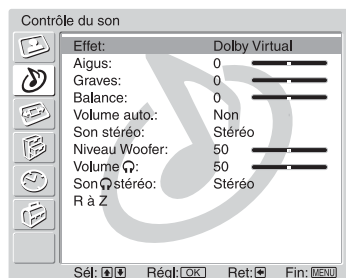 Contrôle du son
Effet: Dolby Virtual
Aigus: 0
Graves: 0
Balance: 0
Volume auto.: Non
Son stéréo: Stéréo
Niveau Woofer: 50
Volume : 50
Son stéréo: Stéréo
R à Z
Sél: Régl: OK Ret: Fin: MENU